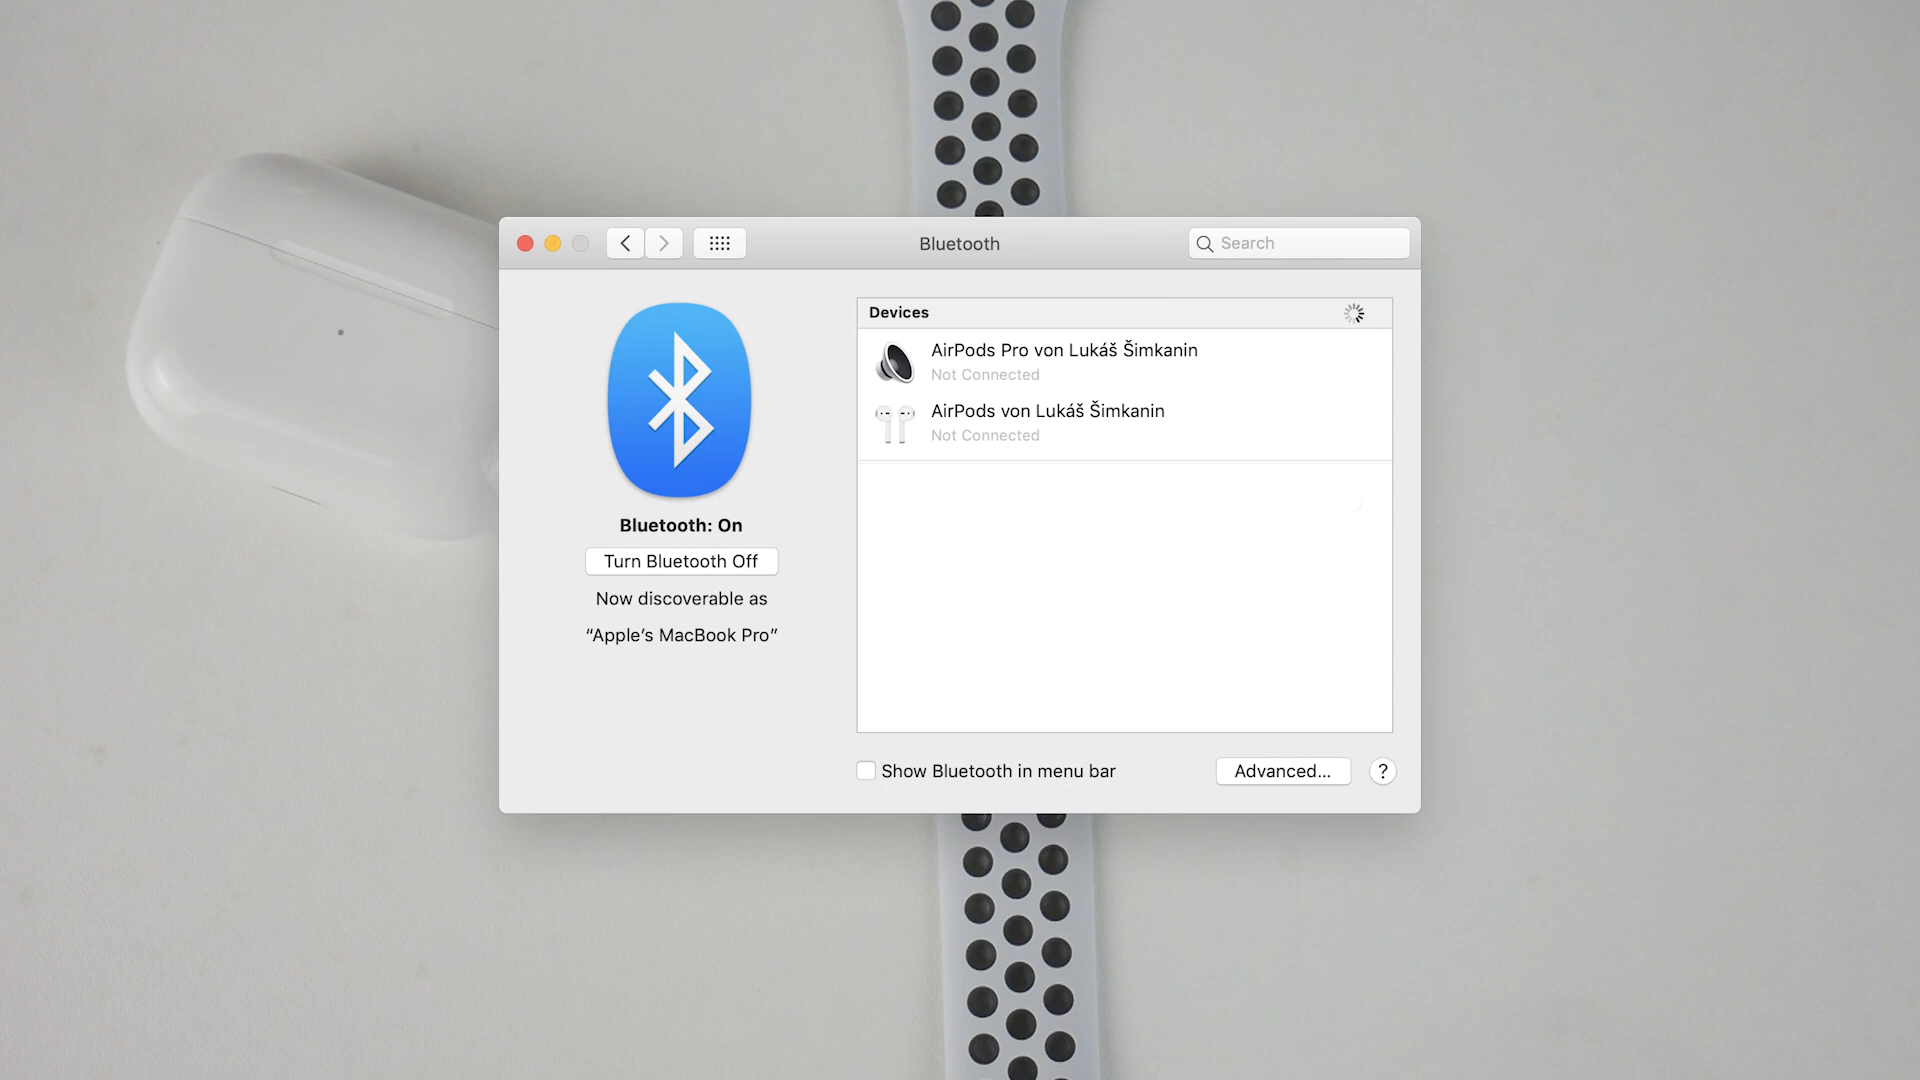 Bluetooth
Search
Devices
AirPods Pro von Lukáš Šimkanin
Not Connected
AirPods von Lukáš Šimkanin
Not Connected
Bluetooth: On
Turn Bluetooth Off
Now discoverable as
“Apple’s MacBook Pro”
Show Bluetooth in menu bar
Advanced...
?